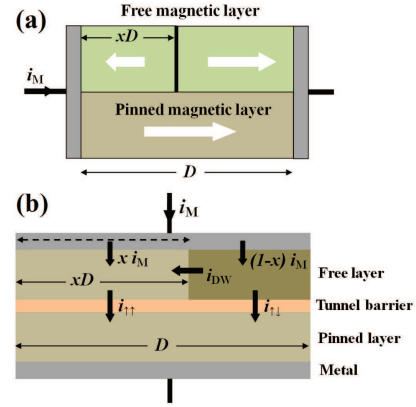 (a)
Free magnetic layer
xD
i_M
Pinned magnetic layer
D
(b)
i_M
x i_M
(1-x) i_M
i_DW
Free layer
xD
i_↑↑
i_↑↓
Tunnel barrier
D
Pinned layer
Metal